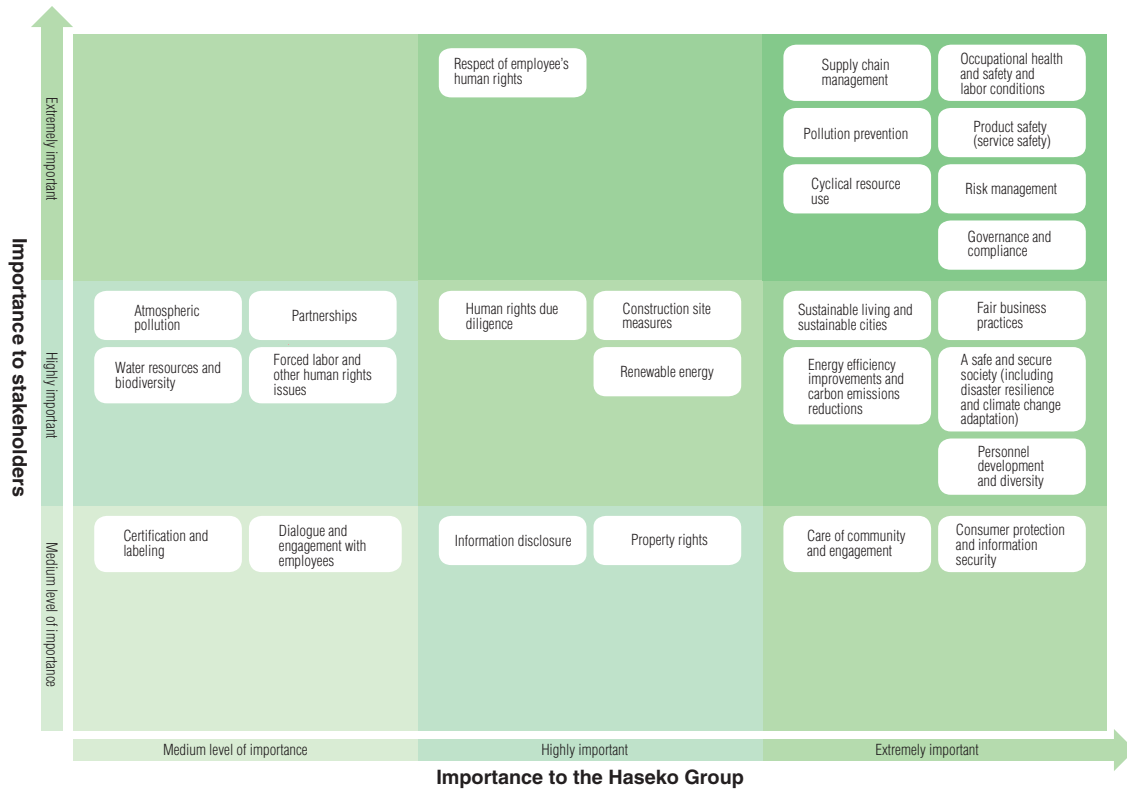 Importance to stakeholders
Extremely important
Highly important
Medium level of importance
Respect of employee's
human rights
Supply chain
management
Occupational health
and safety and
labor conditions
Pollution prevention
Product safety
(service safety)
Cyclical resource
use
Risk management
Governance and
compliance
Atmospheric
pollution
Partnerships
Water resources and
biodiversity
Forced labor and
other human rights
issues
Human rights due
diligence
Construction site
measures
Renewable energy
Sustainable living and
sustainable cities
Fair business
practices
Energy efficiency
improvements and
carbon emissions
reductions
A safe and secure
society (including
disaster resilience
and climate change
adaptation)
Personnel
development
and diversity
Certification and
labeling
Dialogue and
engagement with
employees
Information disclosure
Property rights
Care of community
and engagement
Consumer protection
and information
security
Medium level of importance
Highly important
Extremely important
Importance to the Haseko Group